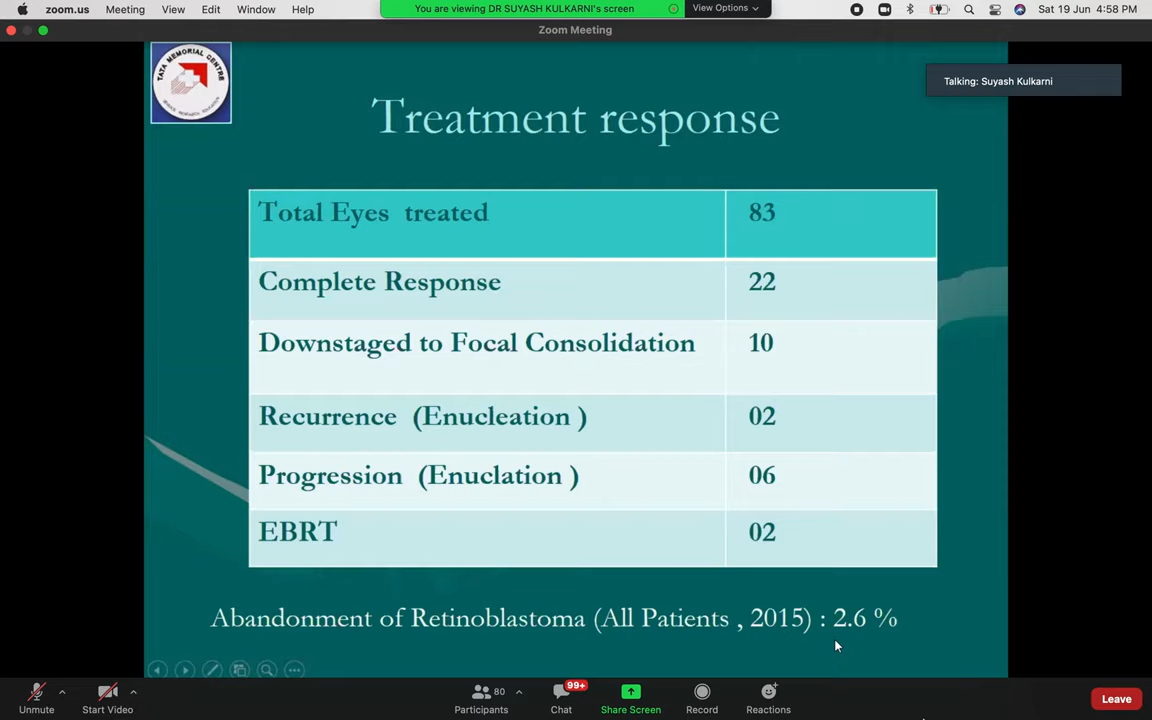 zoom.us Meeting View Edit Window Help
You are viewing DR SUYASH KULKARNI's screen
View Options
Sat 19 Jun 4:58 PM
Zoom Meeting
TATA MEMORIAL CENTRE
Talking: Suyash Kulkarni
Treatment response
Total Eyes treated 83
Complete Response 22
Downstaged to Focal Consolidation 10
Recurrence (Enucleation ) 02
Progression (Enuclation ) 06
EBRT 02
Abandonment of Retinoblastoma (All Patients , 2015) : 2.6 %
80 99+
Unmute Start Video Participants Chat Share Screen Record Reactions Leave